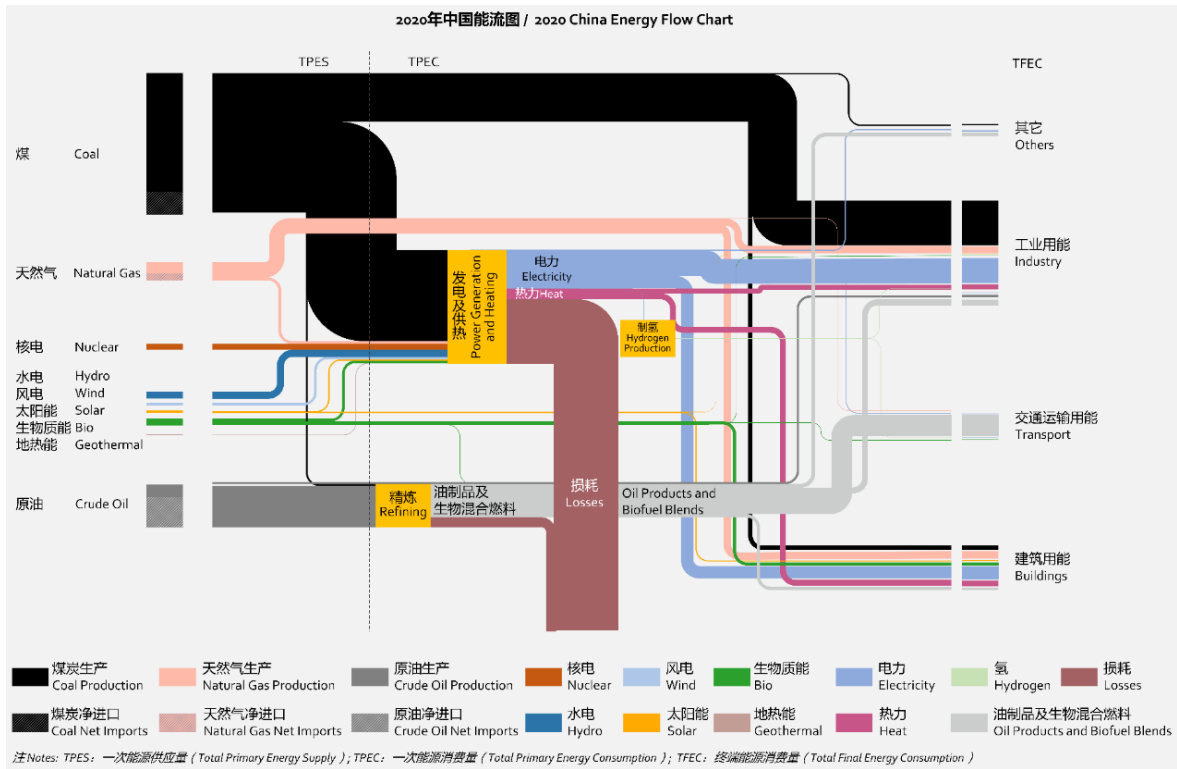 2020年中国能流图 / 2020 China Energy Flow Chart
TPES
TPEC
TFEC
煤 Coal
天然气 Natural Gas
核电 Nuclear
水电 Hydro
风电 Wind
太阳能 Solar
生物质能 Bio
地热能 Geothermal
原油 Crude Oil
发电及供热
Power Generation
and Heating
电力
Electricity
热力Heat
制氢
Hydrogen
Production
精炼
Refining
油制品及
生物混合燃料
损耗
Losses
Oil Products and
Biofuel Blends
其它
Others
工业用能
Industry
交通运输用能
Transport
建筑用能
Buildings
煤炭生产
Coal Production
天然气生产
Natural Gas Production
原油生产
Crude Oil Production
核电
Nuclear
风电
Wind
生物质能
Bio
电力
Electricity
氢
Hydrogen
损耗
Losses
煤炭净进口
Coal Net Imports
天然气净进口
Natural Gas Net Imports
原油净进口
Crude Oil Net Imports
水电
Hydro
太阳能
Solar
地热能
Geothermal
热力
Heat
油制品及生物混合燃料
Oil Products and Biofuel Blends
注 Notes: TPES：一次能源供应量（Total Primary Energy Supply）; TPEC：一次能源消费量（Total Primary Energy Consumption）; TFEC：终端能源消费量（Total Final Energy Consumption）